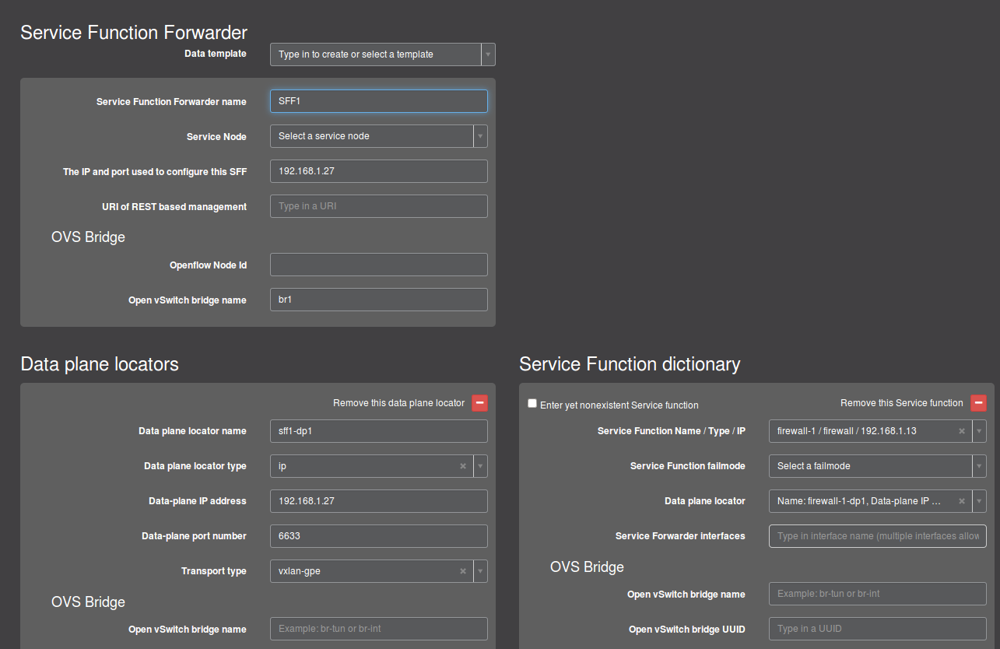 Service Function Forwarder
Data template Type in to create or select a template
Service Function Forwarder name SFF1
Service Node Select a service node
The IP and port used to configure this SFF 192.168.1.27
URI of REST based management Type in a URI
OVS Bridge
Openflow Node Id
Open vSwitch bridge name br1
Data plane locators
Remove this data plane locator
Data plane locator name sff1-dp1
Data plane locator type ip
Data-plane IP address 192.168.1.27
Data-plane port number 6633
Transport type vxlan-gpe
OVS Bridge
Open vSwitch bridge name Example: br-tun or br-int
Service Function dictionary
Enter yet nonexistent Service function Remove this Service function
Service Function Name / Type / IP firewall-1 / firewall / 192.168.1.13
Service Function failmode Select a failmode
Data plane locator Name: firewall-1-dp1, Data-plane IP ...
Service Forwarder interfaces Type in interface name (multiple interfaces allow
OVS Bridge
Open vSwitch bridge name Example: br-tun or br-int
Open vSwitch bridge UUID Type in a UUID